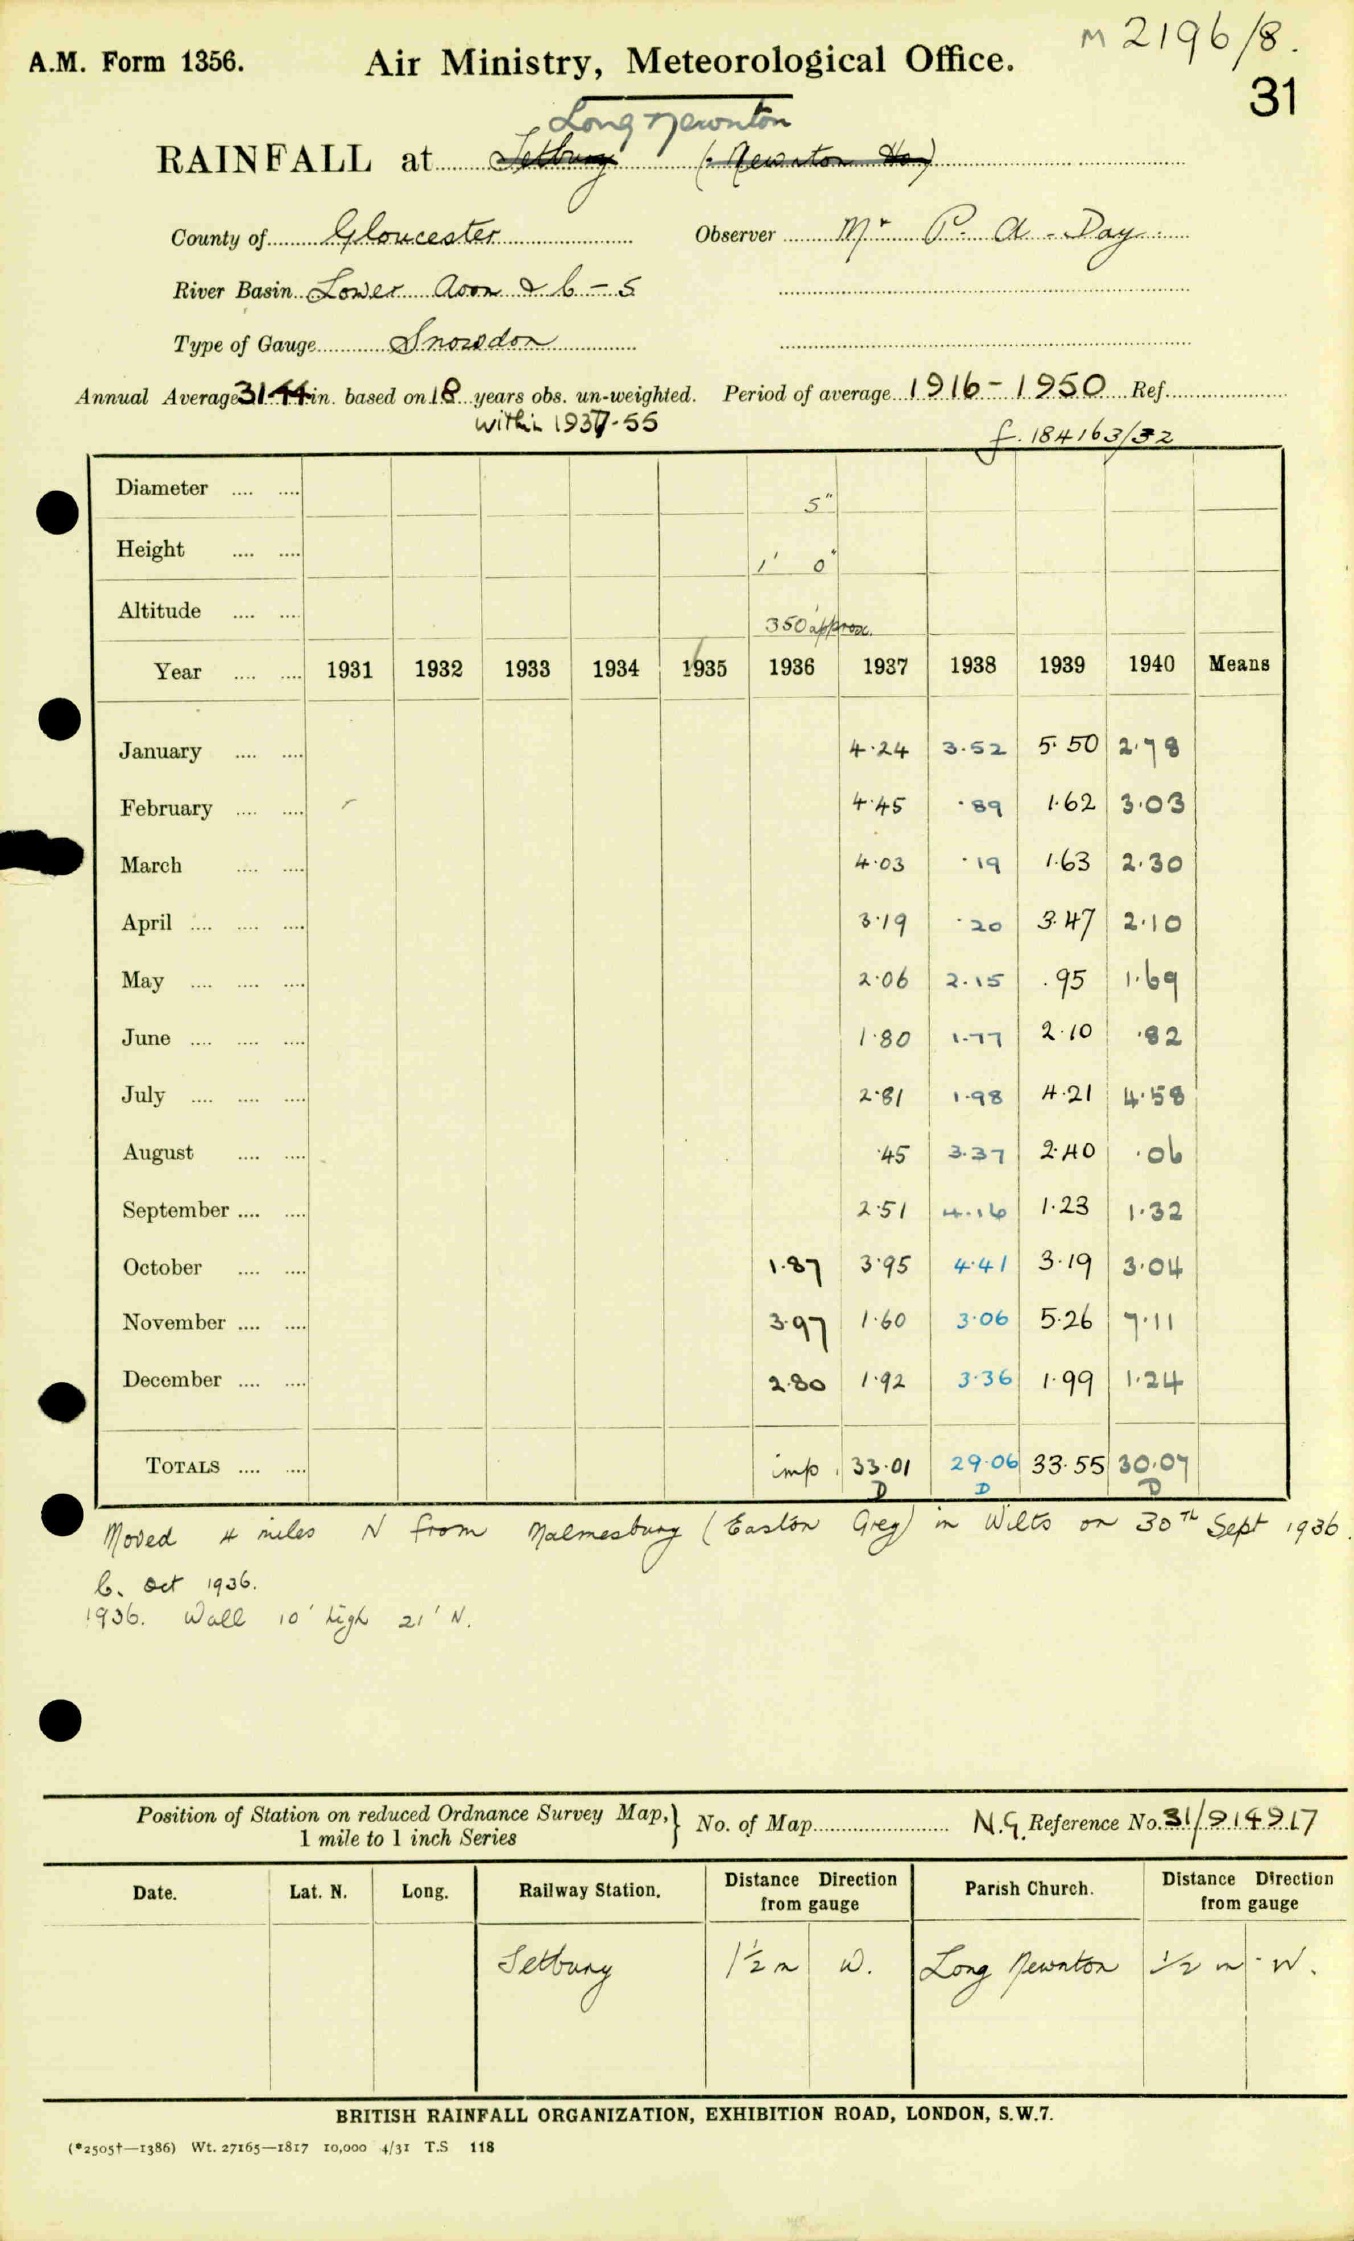 M 2196/8.
A.M. Form 1356. Air Ministry, Meteorological Office.
31
Long Newnton
RAINFALL at Tetbury (Newnton Ho)
County of Gloucester Observer Mr P. A. Day.
River Basin Lower Avon & b - 5
Type of Gauge Snowdon
Annual Average 31.44 in. based on 18 years obs. un-weighted. Period of average 1916-1950 Ref.
within 1937-55
f. 184163/32
Diameter .... .... 5"
Height .... .... 1' 0"
Altitude .... .... 350' approx.
Year .... .... 1931 1932 1933 1934 1935 1936 1937 1938 1939 1940 Means
January .... .... 4.24 3.52 5.50 2.78
February .... .... 4.45 .89 1.62 3.03
March .... .... 4.03 .19 1.63 2.30
April .... .... .... 3.19 .20 3.47 2.10
May .... .... .... 2.06 2.15 .95 1.69
June .... .... .... 1.80 1.77 2.10 .82
July .... .... .... 2.81 1.98 4.21 4.58
August .... .... .45 3.37 2.40 .06
September .... .... 2.51 4.16 1.23 1.32
October .... .... 1.87 3.95 4.41 3.19 3.04
November .... .... 3.97 1.60 3.06 5.26 7.11
December .... .... 2.80 1.92 3.36 1.99 1.24
TOTALS .... .... imp. 33.01 29.06 33.55 30.07
D D D
Moved 4 miles N from Malmesbury (Easton Grey) in Wilts on 30TH Sept 1936.
b. Oct 1936.
1936. Wall 10' high 21' N.
Position of Station on reduced Ordnance Survey Map, } No. of Map N.G. Reference No. 31/914917
1 mile to 1 inch Series
Date. Lat. N. Long. Railway Station. Distance Direction from gauge Parish Church. Distance Direction from gauge
Tetbury 1½ m W. Long Newnton ½ m W.
BRITISH RAINFALL ORGANIZATION, EXHIBITION ROAD, LONDON, S.W.7.
(*2505†—1386) Wt. 27165—1817 10,000 4/31 T.S 118